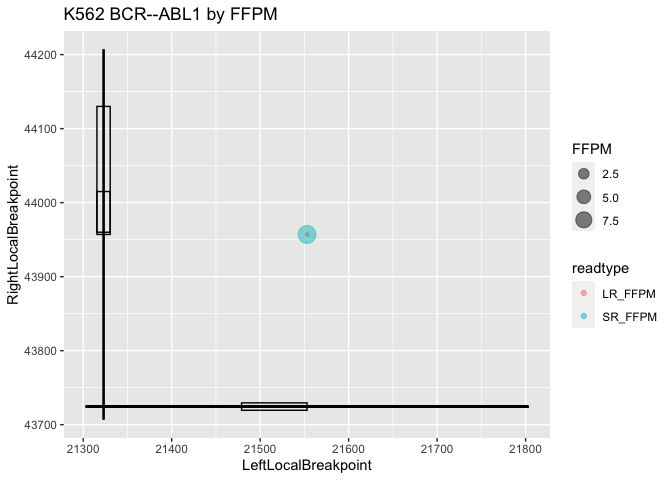 K562 BCR--ABL1 by FFPM
RightLocalBreakpoint
44200
44100
44000
43900
43800
43700
21300 21400 21500 21600 21700 21800
LeftLocalBreakpoint
FFPM
2.5
5.0
7.5
readtype
LR_FFPM
SR_FFPM